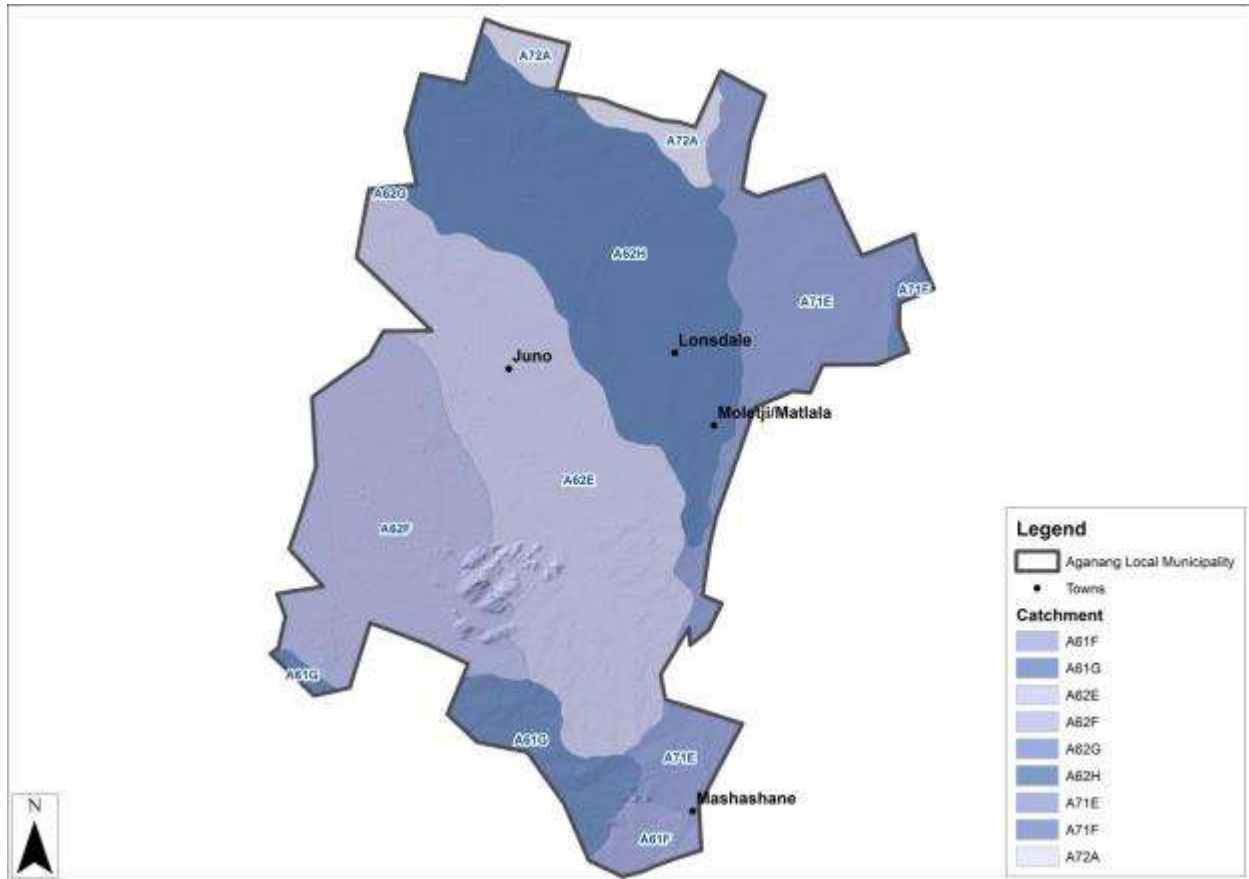 A72A
A72A
A62G
A62H
A71E
A71F
Lonsdale
Juno
Moletji/Matlala
A62E
A62F
A61G
A61G
A71E
Mashashane
A61F
N
Legend
Aganang Local Municipality
Towns
Catchment
A61F
A61G
A62E
A62F
A62G
A62H
A71E
A71F
A72A